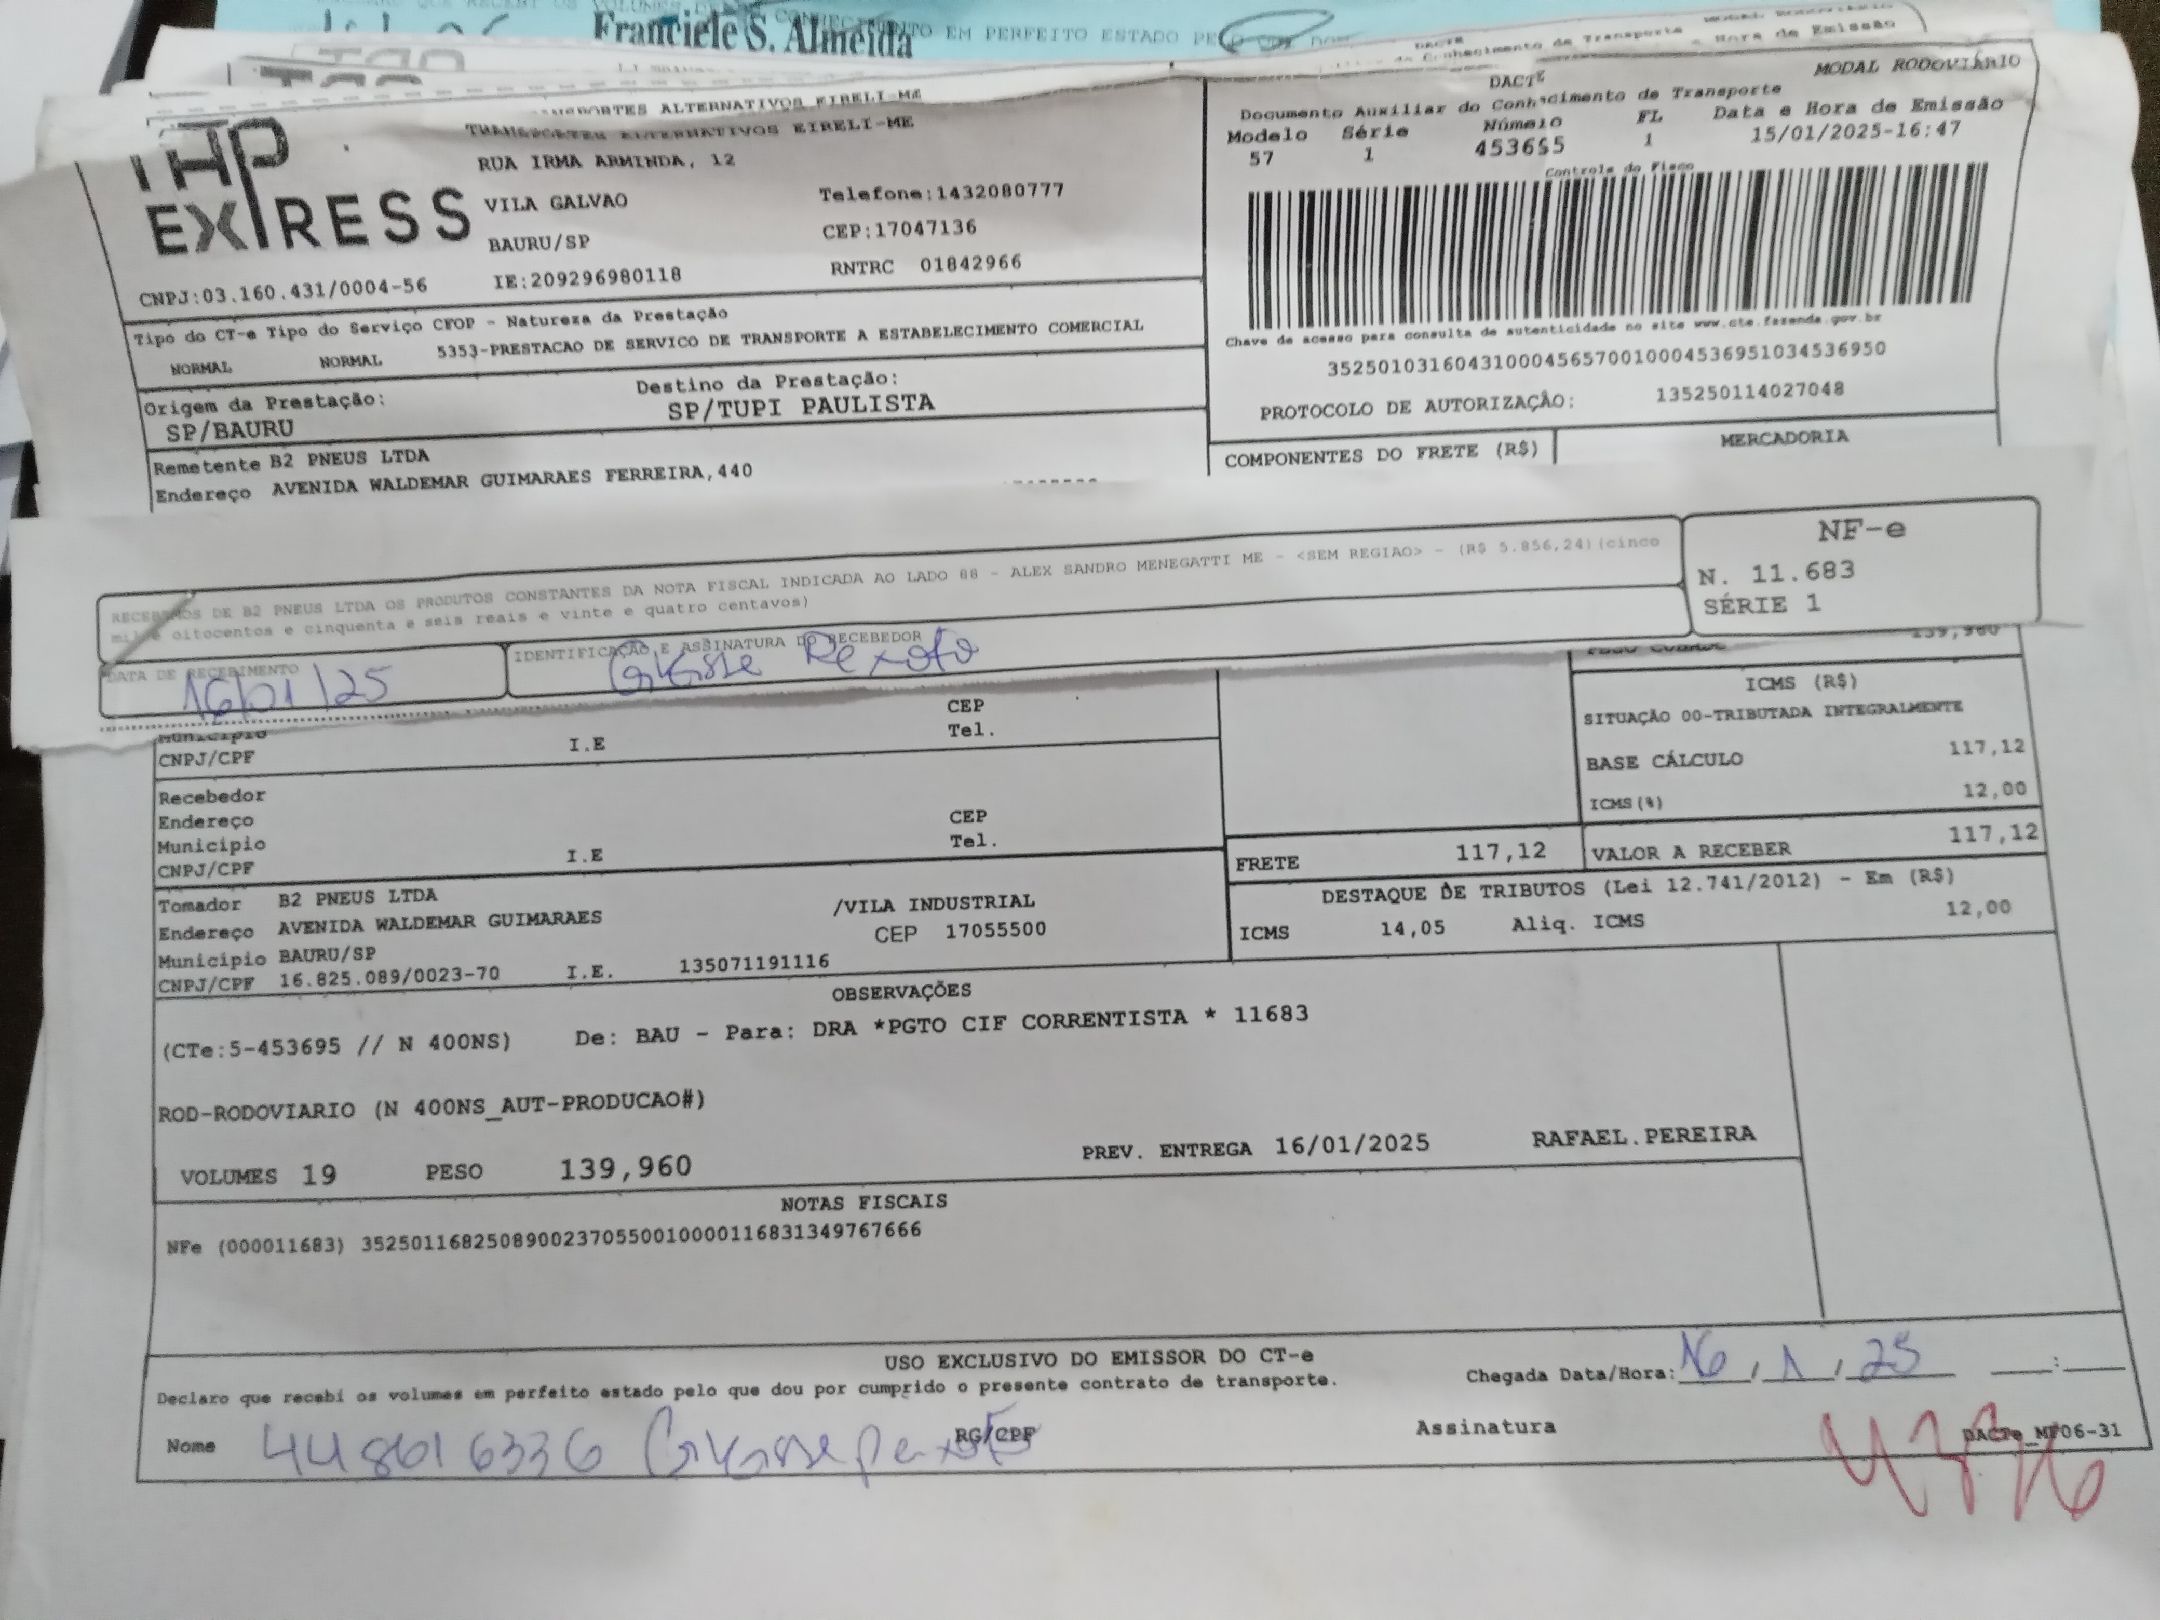 Franciele S. Almeida
EM PERFEITO ESTADO
TRANSPORTES ALTERNATIVOS EIRELI-ME
RUA IRMA ARMINDA, 12
VILA GALVAO Telefone:1432080777
BAURU/SP CEP:17047136
EXPRESS
CNPJ:03.160.431/0004-56 IE:209296980118 RNTRC 01842966
Tipo do CT-e Tipo do Serviço CFOP - Natureza da Prestação
NORMAL NORMAL 5353-PRESTACAO DE SERVICO DE TRANSPORTE A ESTABELECIMENTO COMERCIAL
Origem da Prestação: Destino da Prestação:
SP/BAURU SP/TUPI PAULISTA
Remetente B2 PNEUS LTDA
Endereço AVENIDA WALDEMAR GUIMARAES FERREIRA,440
DACTE MODAL RODOVIÁRIO
Documento Auxiliar do Conhecimento de Transporte
Modelo Série Número FL Data e Hora de Emissão
57 1 453695 1 15/01/2025-16:47
Controle do Fisco
Chave de acesso para consulta de autenticidade no site www.cte.fazenda.gov.br
35250103160431000456570010004536951034536950
PROTOCOLO DE AUTORIZAÇÃO: 135250114027048
COMPONENTES DO FRETE (R$) MERCADORIA
RECEBEMOS DE B2 PNEUS LTDA OS PRODUTOS CONSTANTES DA NOTA FISCAL INDICADA AO LADO 88 - ALEX SANDRO MENEGATTI ME - <SEM REGIAO> - (R$ 5.856,24)(cinco
mil e oitocentos e cinquenta e seis reais e vinte e quatro centavos)
DATA DE RECEBIMENTO IDENTIFICAÇÃO E ASSINATURA DO RECEBEDOR
16/01/25
NF-e
N. 11.683
SÉRIE 1
139,960
Município CEP
CNPJ/CPF I.E Tel.
Recebedor
Endereço CEP
Município Tel.
CNPJ/CPF I.E
ICMS (R$)
SITUAÇÃO 00-TRIBUTADA INTEGRALMENTE
BASE CÁLCULO 117,12
ICMS(%) 12,00
FRETE 117,12 VALOR A RECEBER 117,12
DESTAQUE DE TRIBUTOS (Lei 12.741/2012) - Em (R$)
ICMS 14,05 Aliq. ICMS 12,00
Tomador B2 PNEUS LTDA
Endereço AVENIDA WALDEMAR GUIMARAES /VILA INDUSTRIAL
Município BAURU/SP CEP 17055500
CNPJ/CPF 16.825.089/0023-70 I.E. 135071191116
OBSERVAÇÕES
(CTe:5-453695 // N 400NS) De: BAU - Para: DRA *PGTO CIF CORRENTISTA * 11683
ROD-RODOVIARIO (N 400NS_AUT-PRODUCAO#)
VOLUMES 19 PESO 139,960 PREV. ENTREGA 16/01/2025 RAFAEL.PEREIRA
NOTAS FISCAIS
NFe (000011683) 35250116825089002370550010000116831349767666
USO EXCLUSIVO DO EMISSOR DO CT-e
Declaro que recebi os volumes em perfeito estado pelo que dou por cumprido o presente contrato de transporte. Chegada Data/Hora: 16/1/25 __:__
Nome 448616336 RG/CPF Assinatura DACTe_MF06-31